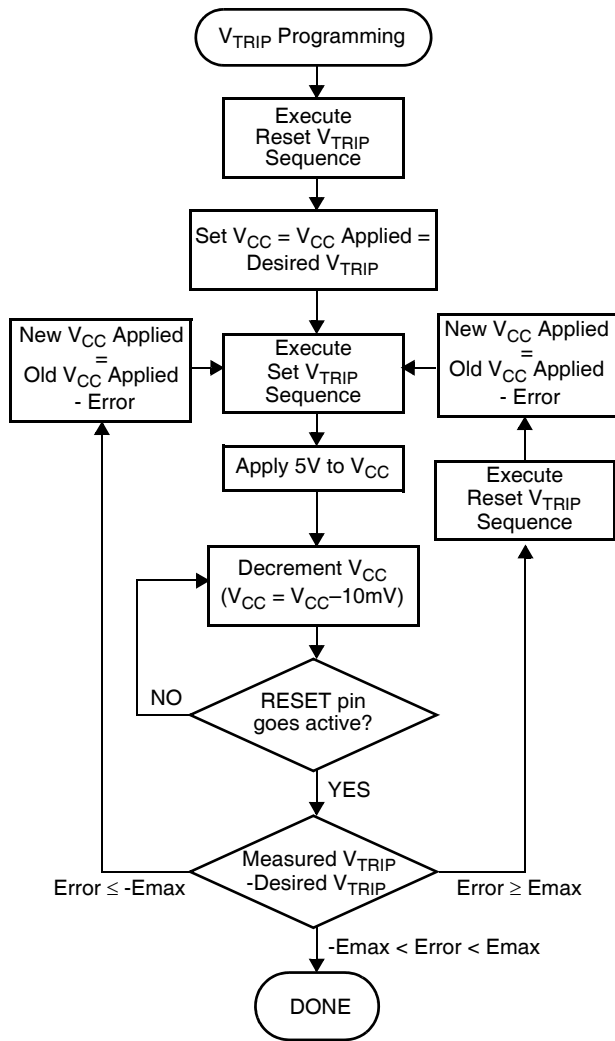 V_TRIP Programming
Execute
Reset V_TRIP
Sequence
Set V_CC = V_CC Applied =
Desired V_TRIP
New V_CC Applied
=
Old V_CC Applied
- Error
Execute
Set V_TRIP
Sequence
New V_CC Applied
=
Old V_CC Applied
- Error
Apply 5V to V_CC
Execute
Reset V_TRIP
Sequence
Decrement V_CC
(V_CC = V_CC–10mV)
NO
RESET pin
goes active?
YES
Measured V_TRIP
-Desired V_TRIP
Error ≤ -Emax
Error ≥ Emax
-Emax < Error < Emax
DONE